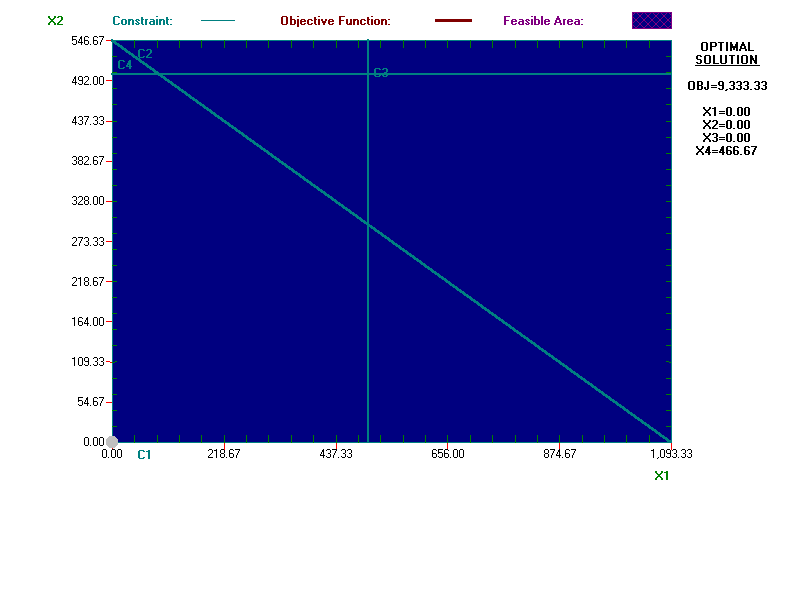 X2 Constraint: Objective Function: Feasible Area:
546.67
492.00
437.33
382.67
328.00
273.33
218.67
164.00
109.33
54.67
0.00
C2
C4
C3
OPTIMAL
SOLUTION
OBJ=9,333.33
X1=0.00
X2=0.00
X3=0.00
X4=466.67
0.00 C1 218.67 437.33 656.00 874.67 1,093.33
X1